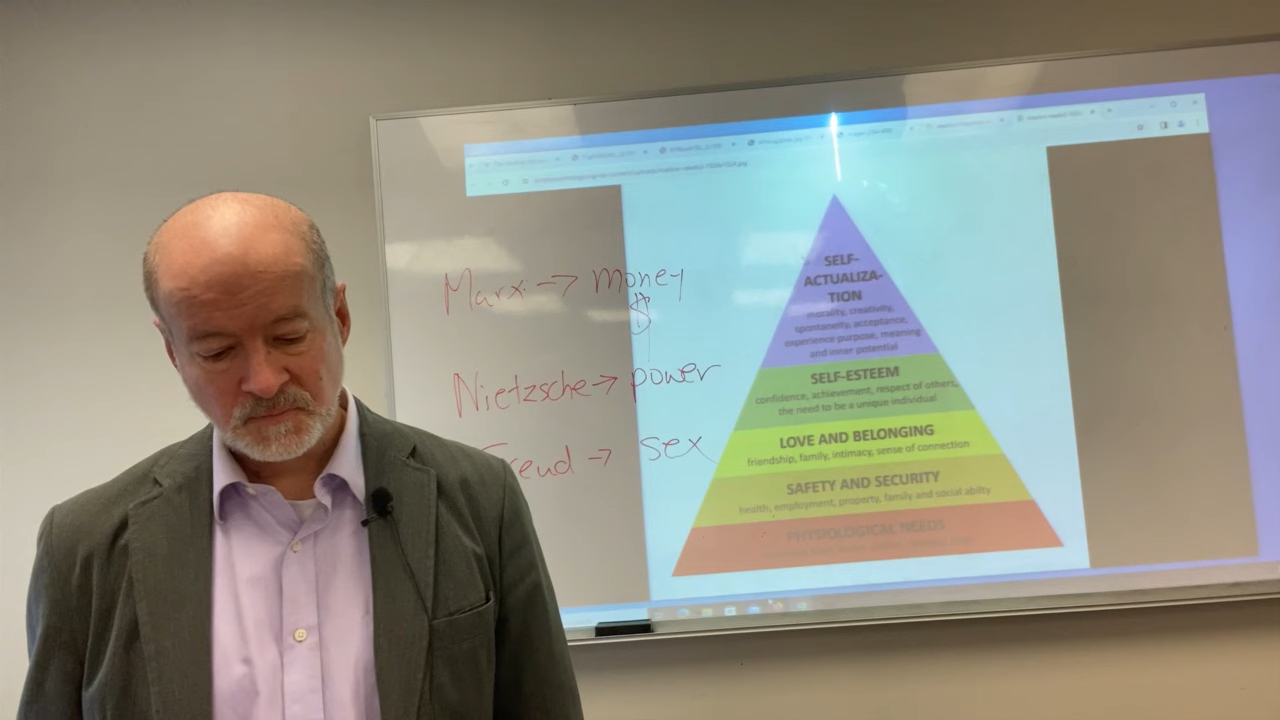 Marx -> money
$
Nietzsche -> power
Freud -> sex
SELF-
ACTUALIZA-
TION
morality, creativity,
spontaneity, acceptance,
experience purpose, meaning
and inner potential
SELF-ESTEEM
confidence, achievement, respect of others,
the need to be a unique individual
LOVE AND BELONGING
friendship, family, intimacy, sense of connection
SAFETY AND SECURITY
health, employment, property, family and social abilty
PHYSIOLOGICAL NEEDS